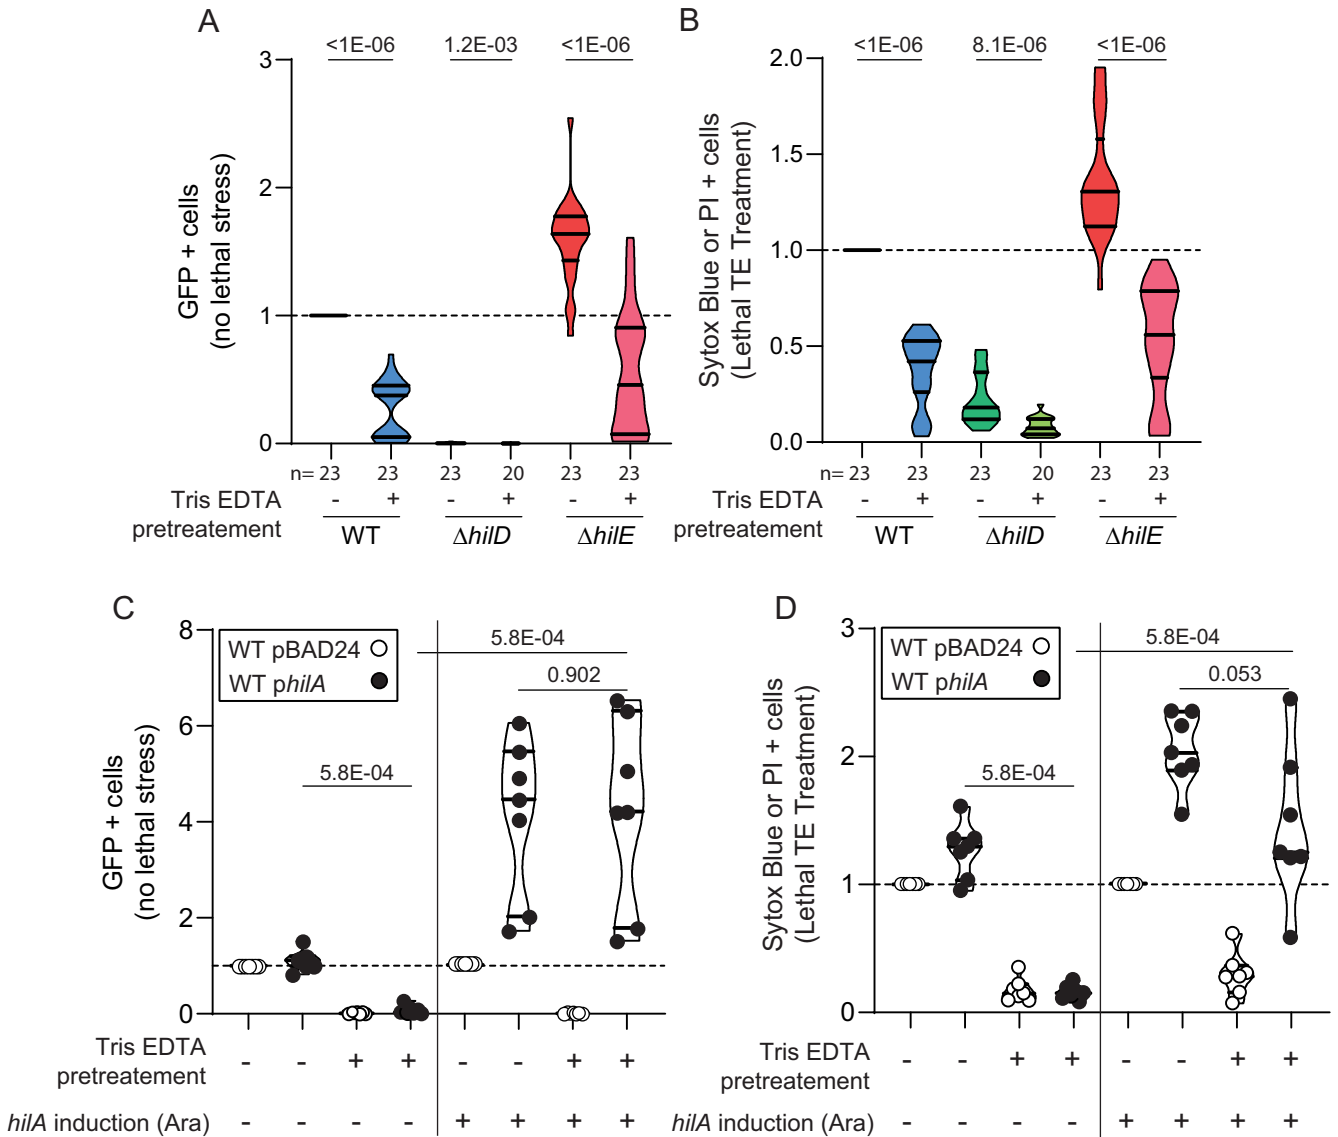 A
<1E-06 1.2E-03 <1E-06
3
2
1
0
GFP + cells
(no lethal stress)
n= 23 23 23 20 23 23
Tris EDTA - + - + - +
pretreatement
WT ΔhilD ΔhilE
B
<1E-06 8.1E-06 <1E-06
2.0
1.5
1.0
0.5
0.0
Sytox Blue or PI + cells
(Lethal TE Treatment)
n= 23 23 23 20 23 23
Tris EDTA - + - + - +
pretreatement
WT ΔhilD ΔhilE
C
8
6
4
2
0
GFP + cells
(no lethal stress)
WT pBAD24
WT philA
5.8E-04
0.902
5.8E-04
Tris EDTA
pretreatement
- - + + - - + +
hilA induction (Ara) - - - - + + + +
D
3
2
1
0
Sytox Blue or PI + cells
(Lethal TE Treatment)
WT pBAD24
WT philA
5.8E-04
0.053
5.8E-04
Tris EDTA
pretreatement
- - + + - - + +
hilA induction (Ara) - - - - + + + +